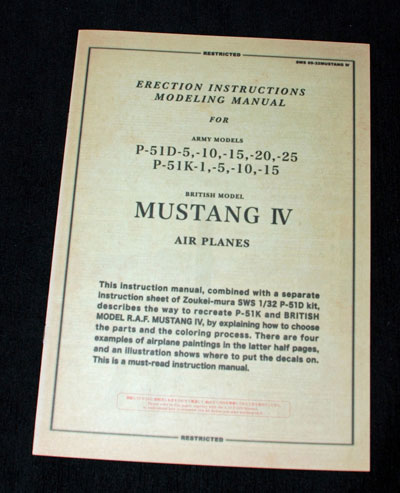 RESTRICTED
SWS 05-32MUSTANG IV
ERECTION INSTRUCTIONS
MODELING MANUAL
FOR
ARMY MODELS
P-51D-5,-10,-15,-20,-25
P-51K-1,-5,-10,-15
BRITISH MODEL
MUSTANG IV
AIR PLANES
This instruction manual, combined with a separate
instruction sheet of Zoukei-mura SWS 1/32 P-51D kit,
describes the way to recreate P-51K and BRITISH
MODEL R.A.F. MUSTANG IV, by explaining how to choose
the parts and the coloring process. There are four
examples of airplane paintings in the latter half pages,
and an illustration shows where to put the decals on.
This is a must-read instruction manual.
RESTRICTED